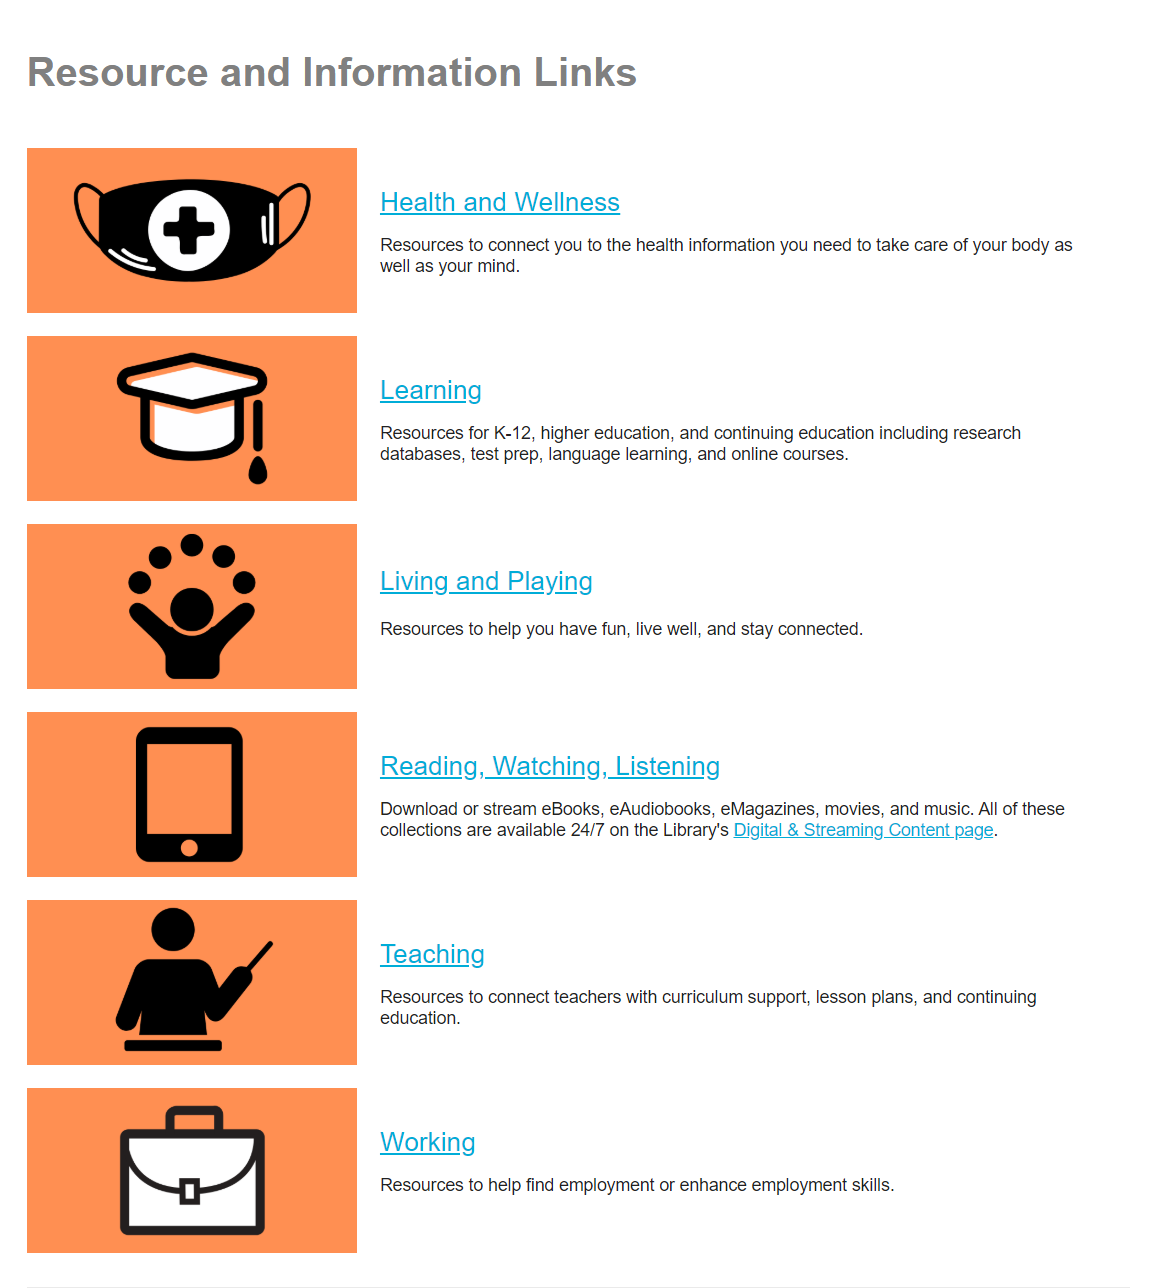 Resource and Information Links
Health and Wellness
Resources to connect you to the health information you need to take care of your body as
well as your mind.
Learning
Resources for K-12, higher education, and continuing education including research
databases, test prep, language learning, and online courses.
Living and Playing
Resources to help you have fun, live well, and stay connected.
Reading, Watching, Listening
Download or stream eBooks, eAudiobooks, eMagazines, movies, and music. All of these
collections are available 24/7 on the Library's Digital & Streaming Content page.
Teaching
Resources to connect teachers with curriculum support, lesson plans, and continuing
education.
Working
Resources to help find employment or enhance employment skills.